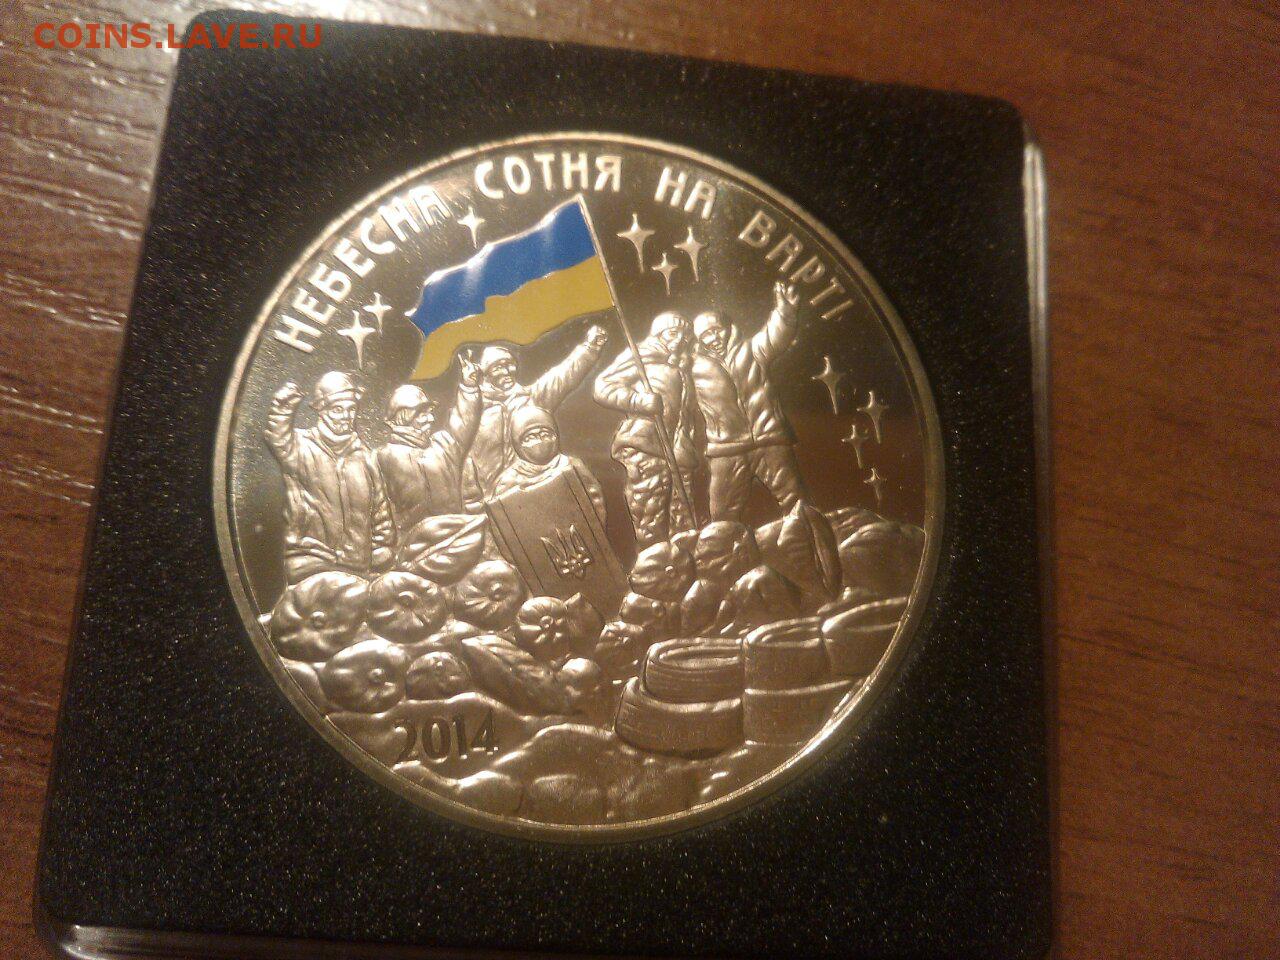 COINS.LAVE.RU
НЕБЕСНА СОТНЯ НА ВАРТІ
2014